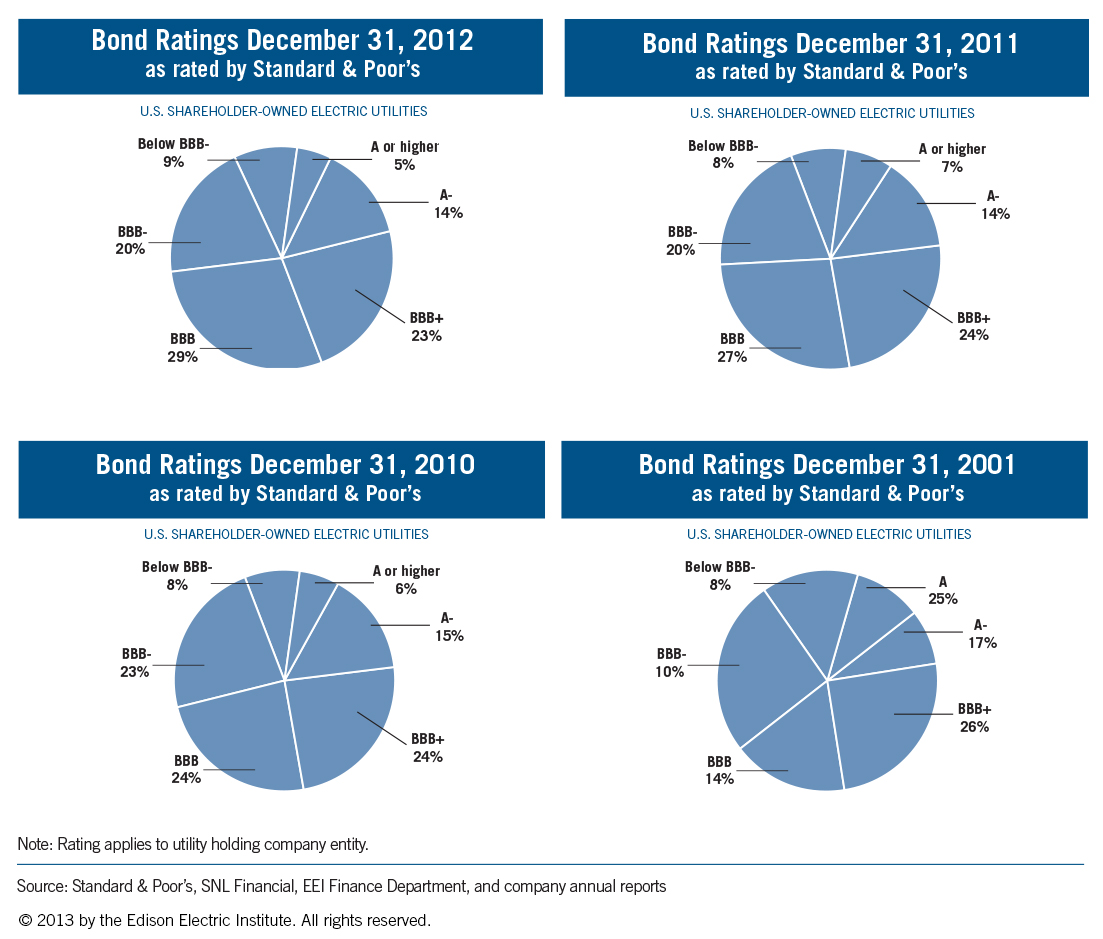 Bond Ratings December 31, 2012
as rated by Standard & Poor's
U.S. SHAREHOLDER-OWNED ELECTRIC UTILITIES
Below BBB-
9%
A or higher
5%
A-
14%
BBB-
20%
BBB+
23%
BBB
29%
Bond Ratings December 31, 2011
as rated by Standard & Poor's
U.S. SHAREHOLDER-OWNED ELECTRIC UTILITIES
Below BBB-
8%
A or higher
7%
A-
14%
BBB-
20%
BBB+
24%
BBB
27%
Bond Ratings December 31, 2010
as rated by Standard & Poor's
U.S. SHAREHOLDER-OWNED ELECTRIC UTILITIES
Below BBB-
8%
A or higher
6%
A-
15%
BBB-
23%
BBB+
24%
BBB
24%
Bond Ratings December 31, 2001
as rated by Standard & Poor's
U.S. SHAREHOLDER-OWNED ELECTRIC UTILITIES
Below BBB-
8%
A
25%
A-
17%
BBB-
10%
BBB+
26%
BBB
14%
Note: Rating applies to utility holding company entity.
Source: Standard & Poor's, SNL Financial, EEI Finance Department, and company annual reports
© 2013 by the Edison Electric Institute. All rights reserved.